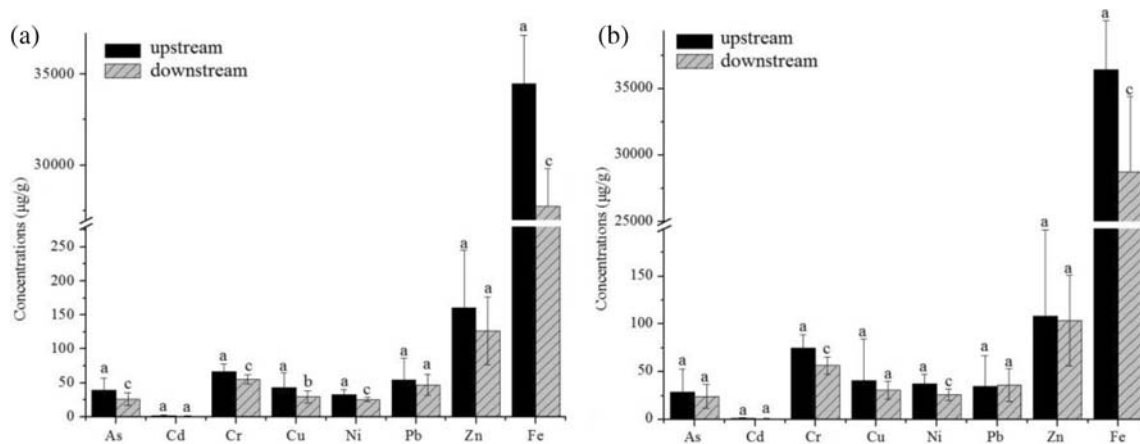 (a)
upstream
downstream
Concentrations (µg/g)
35000
30000
250
200
150
100
50
0
a c a a a c a b a c a a a a a c
As Cd Cr Cu Ni Pb Zn Fe
(b)
upstream
downstream
Concentrations (µg/g)
35000
30000
25000
150
100
50
0
a a a a a c a a a c a a a a a c
As Cd Cr Cu Ni Pb Zn Fe